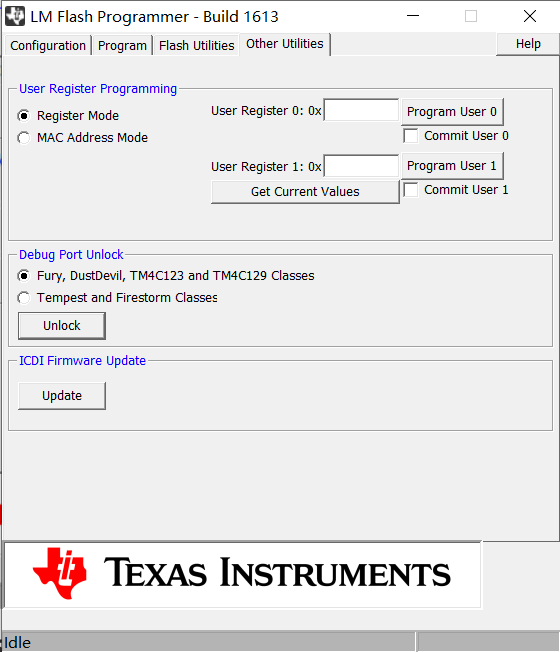 LM Flash Programmer - Build 1613
Configuration Program Flash Utilities Other Utilities Help
User Register Programming
Register Mode
MAC Address Mode
User Register 0: 0x
Program User 0
Commit User 0
User Register 1: 0x
Program User 1
Get Current Values
Commit User 1
Debug Port Unlock
Fury, DustDevil, TM4C123 and TM4C129 Classes
Tempest and Firestorm Classes
Unlock
ICDI Firmware Update
Update
TEXAS INSTRUMENTS
Idle